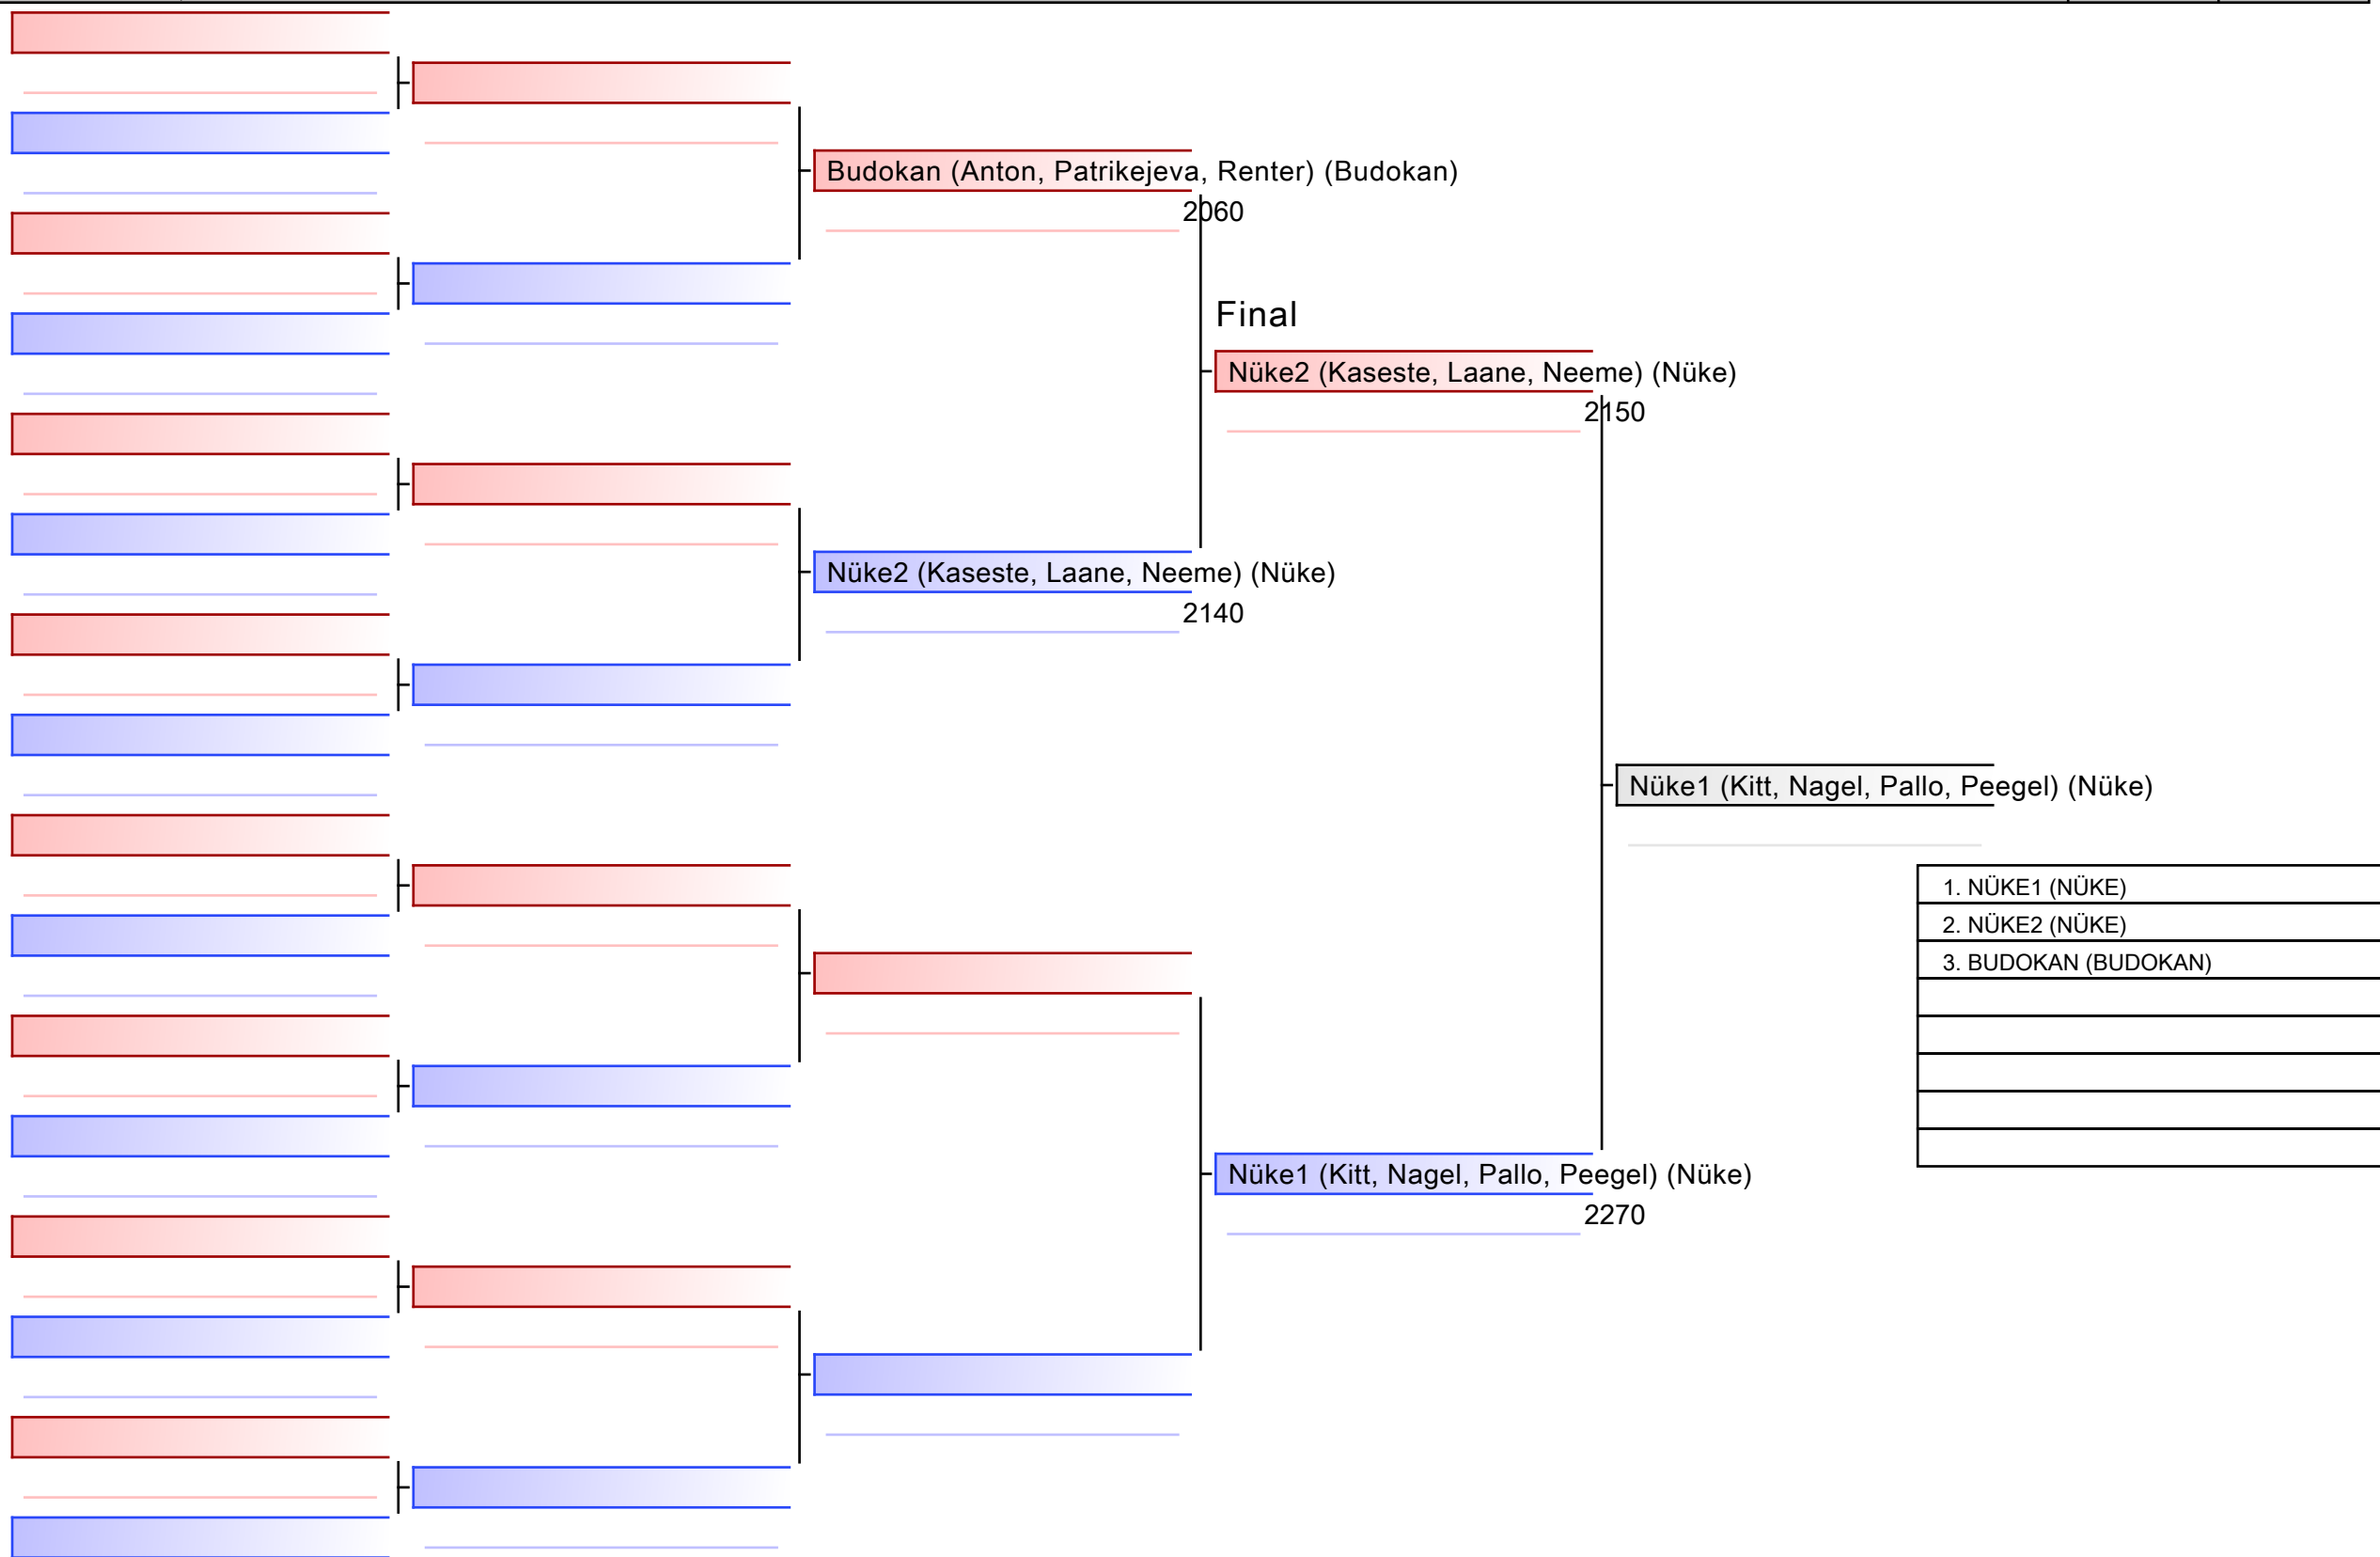 Budokan (Anton, Patrikejeva, Renter) (Budokan)
2060
Final
Nüke2 (Kaseste, Laane, Neeme) (Nüke)
2150
Nüke2 (Kaseste, Laane, Neeme) (Nüke)
2140
Nüke1 (Kitt, Nagel, Pallo, Peegel) (Nüke)
1. NÜKE1 (NÜKE)
2. NÜKE2 (NÜKE)
3. BUDOKAN (BUDOKAN)
Nüke1 (Kitt, Nagel, Pallo, Peegel) (Nüke)
2270